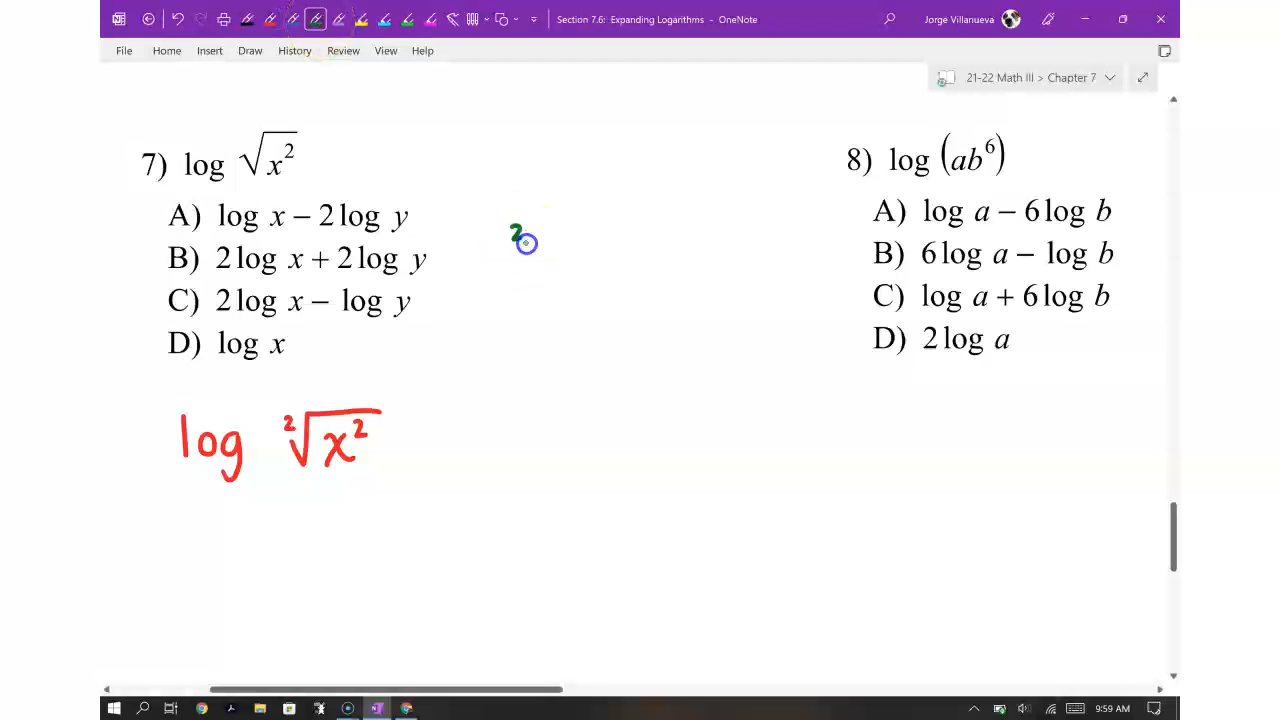 Section 7.6: Expanding Logarithms - OneNote
Jorge Villanueva
File Home Insert Draw History Review View Help
21-22 Math III > Chapter 7
7) log √x²
A) log x − 2 log y
B) 2 log x + 2 log y
C) 2 log x − log y
D) log x
2
log ²√x²
8) log (ab⁶)
A) log a − 6 log b
B) 6 log a − log b
C) log a + 6 log b
D) 2 log a
9:59 AM